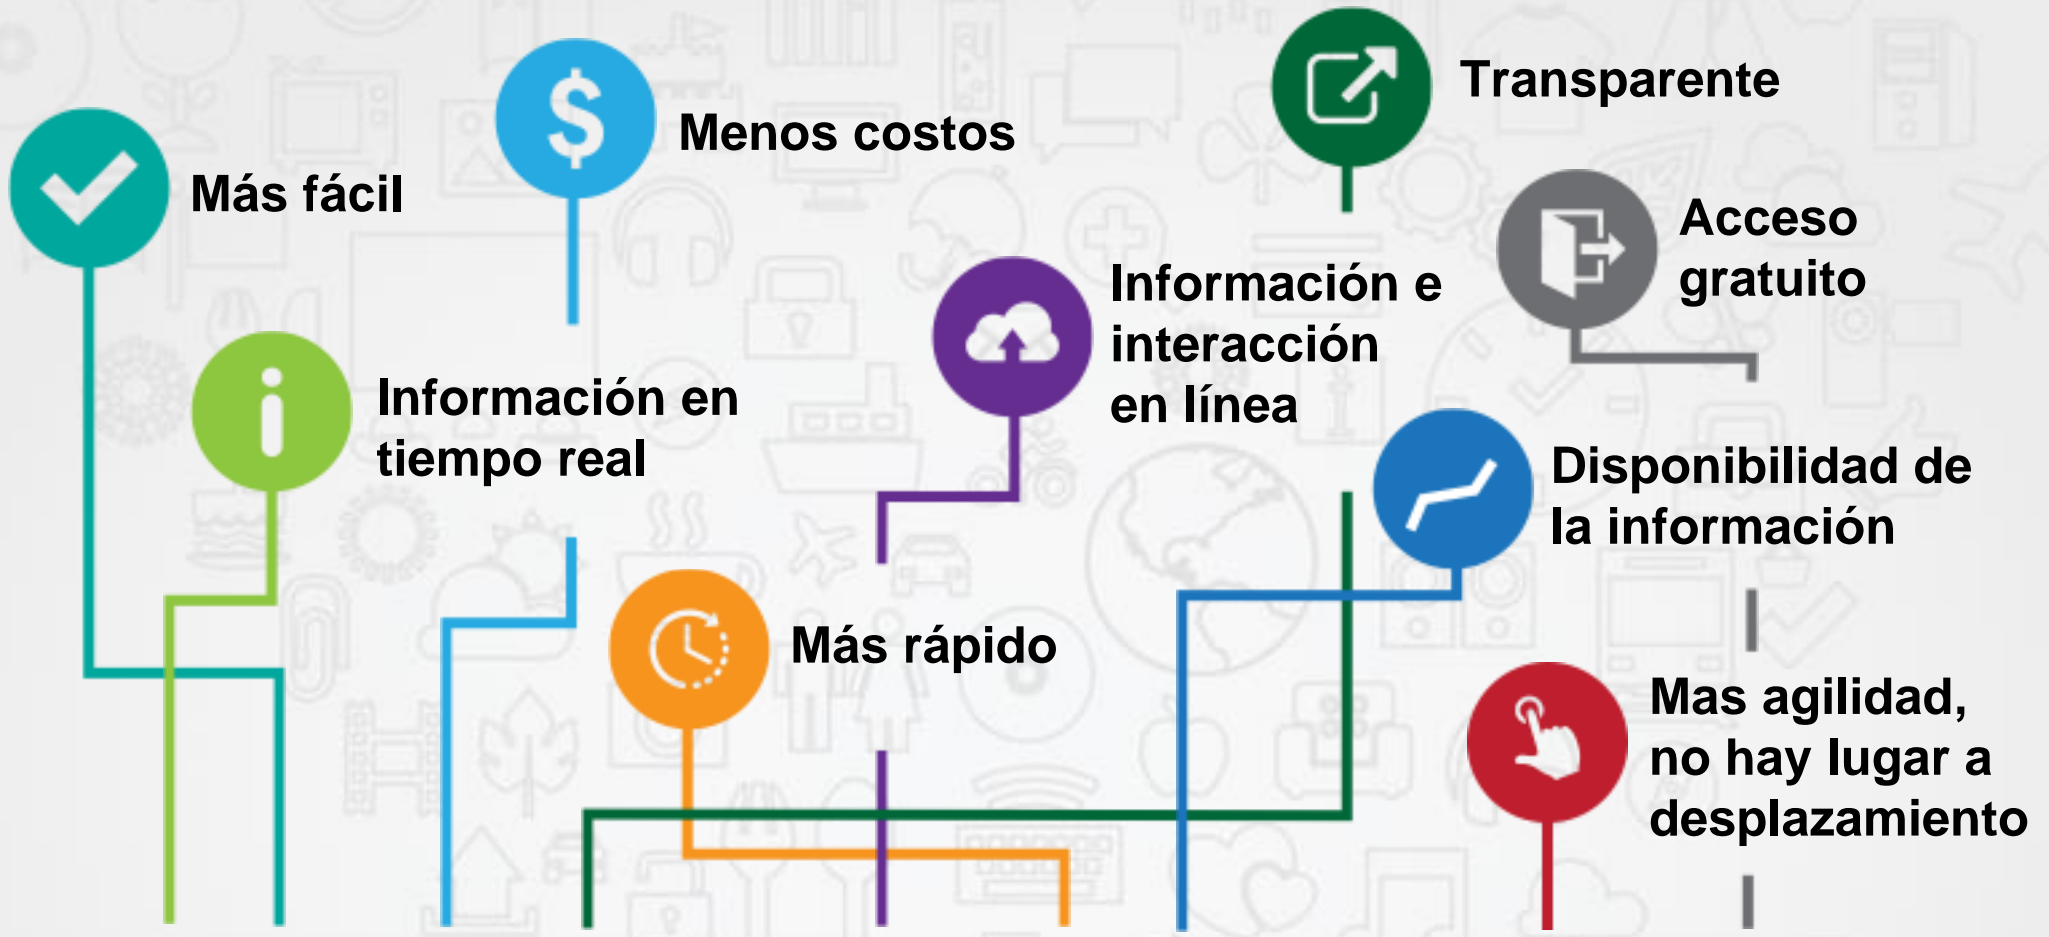 Más fácil
Menos costos
Transparente
Acceso
gratuito
Información e
interacción
en línea
Información en
tiempo real
Disponibilidad de
la información
Más rápido
Mas agilidad,
no hay lugar a
desplazamiento